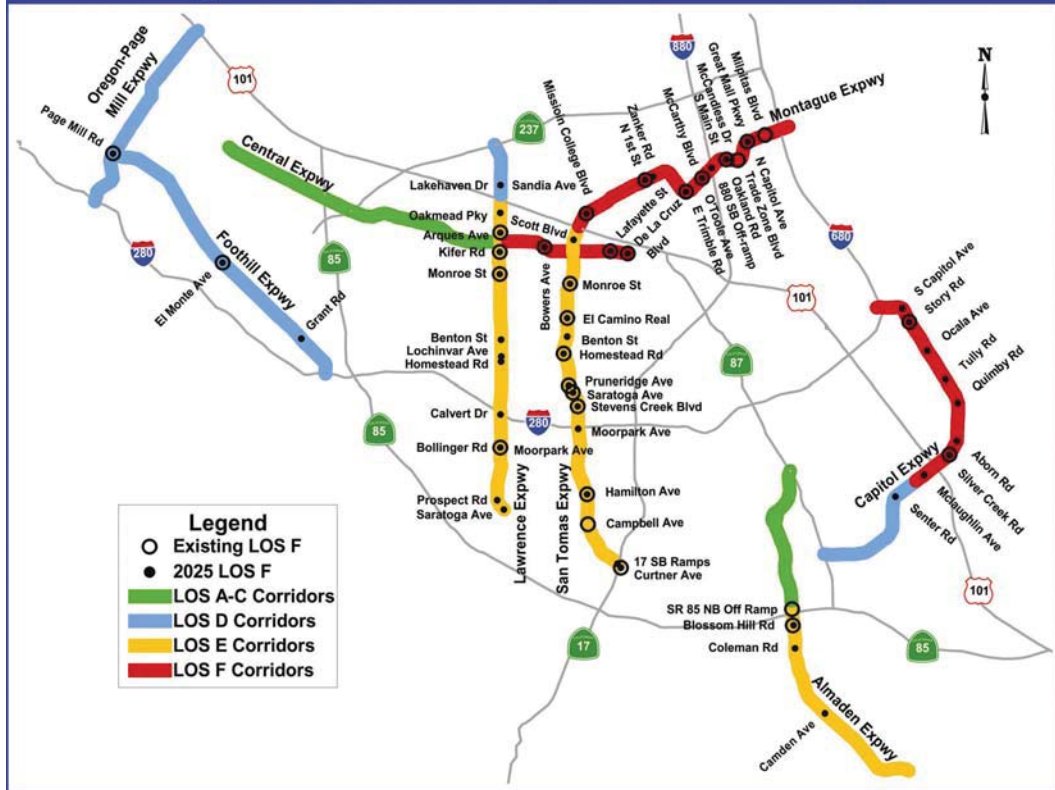 Oregon-Page
Mill Expwy
Page Mill Rd
101
237
880
N
Central Expwy
Foothill Expwy
El Monte Ave
Grant Rd
280
85
85
Lakehaven Dr
Sandia Ave
Oakmead Pky
Arques Ave
Kifer Rd
Monroe St
Benton St
Lochinvar Ave
Homestead Rd
Calvert Dr
Bollinger Rd
Moorpark Ave
Prospect Rd
Saratoga Ave
Lawrence Expwy
Missioin College Blvd
Scott Blvd
Bowers Ave
Zanker Rd
N 1st St
McCarthy Blvd
S Main St
McCandless Dr
Great Mall Pkwy
Milpitas Blvd
Montague Expwy
Lafayette St
De La Cruz
Blvd
E Trimble Rd
O'Toole Ave
880 SB Off-ramp
Oakland Rd
Trade Zone Blvd
N Capitol Ave
Monroe St
El Camino Real
Benton St
Homestead Rd
Pruneridge Ave
Saratoga Ave
Stevens Creek Blvd
280
Moorpark Ave
Hamilton Ave
Campbell Ave
17 SB Ramps
Curtner Ave
San Tomas Expwy
17
680
101
87
S Capitol Ave
Story Rd
Ocala Ave
Tully Rd
Quimby Rd
Aborn Rd
Silver Creek Rd
Mclaughlin Ave
Senter Rd
Capitol Expwy
101
85
SR 85 NB Off Ramp
Blossom Hill Rd
Coleman Rd
Camden Ave
Almaden Expwy
Legend
Existing LOS F
2025 LOS F
LOS A-C Corridors
LOS D Corridors
LOS E Corridors
LOS F Corridors